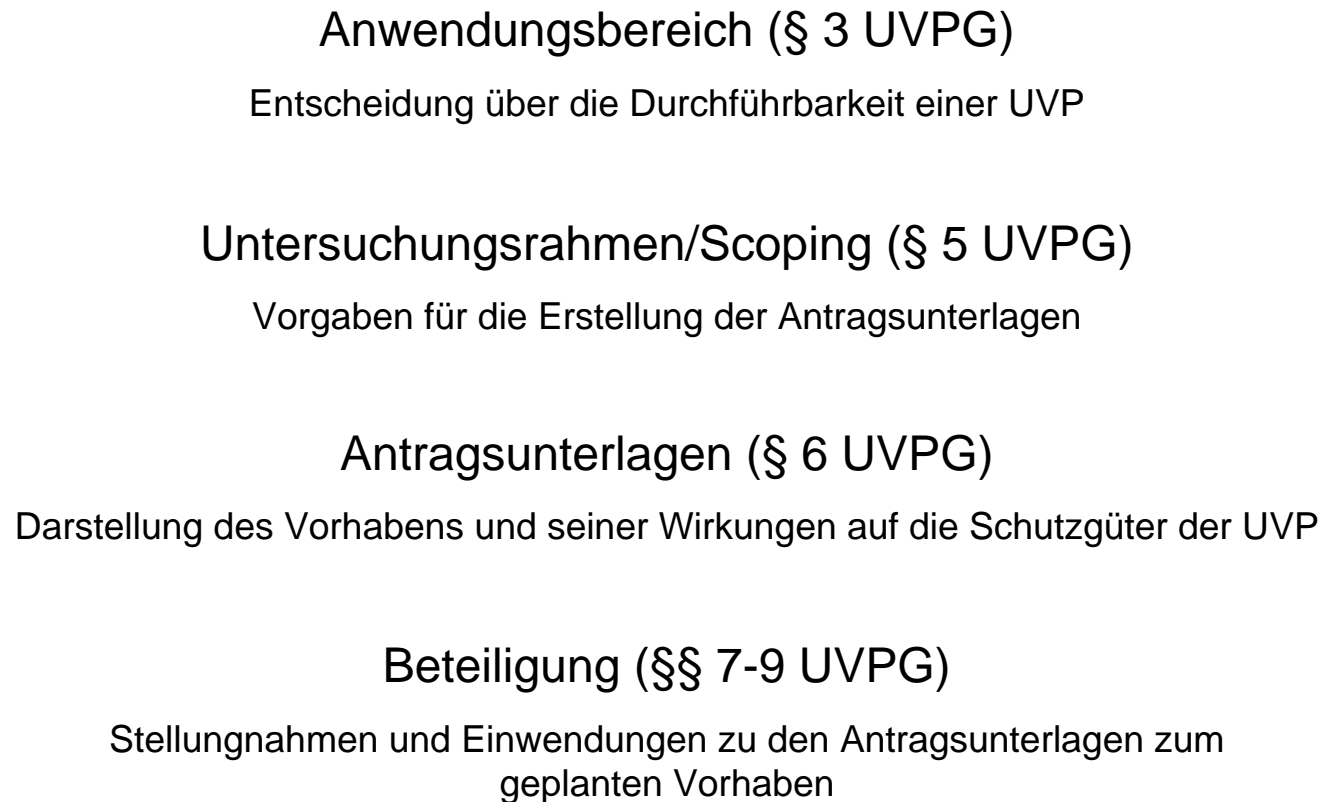 Anwendungsbereich (§ 3 UVPG)
Entscheidung über die Durchführbarkeit einer UVP
Untersuchungsrahmen/Scoping (§ 5 UVPG)
Vorgaben für die Erstellung der Antragsunterlagen
Antragsunterlagen (§ 6 UVPG)
Darstellung des Vorhabens und seiner Wirkungen auf die Schutzgüter der UVP
Beteiligung (§§ 7-9 UVPG)
Stellungnahmen und Einwendungen zu den Antragsunterlagen zum
geplanten Vorhaben